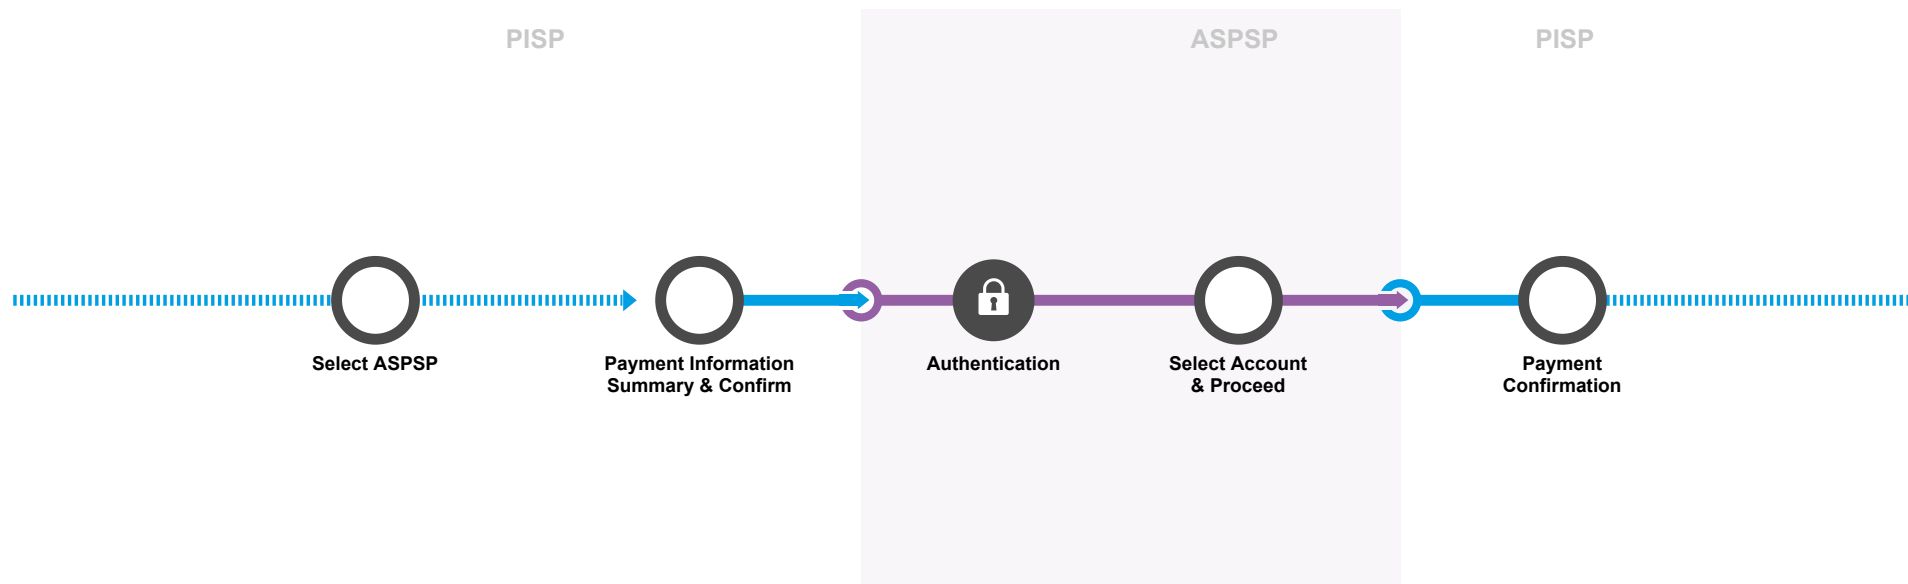 PISP
ASPSP
PISP
Select ASPSP
Payment Information
Summary & Confirm
Authentication
Select Account
& Proceed
Payment
Confirmation